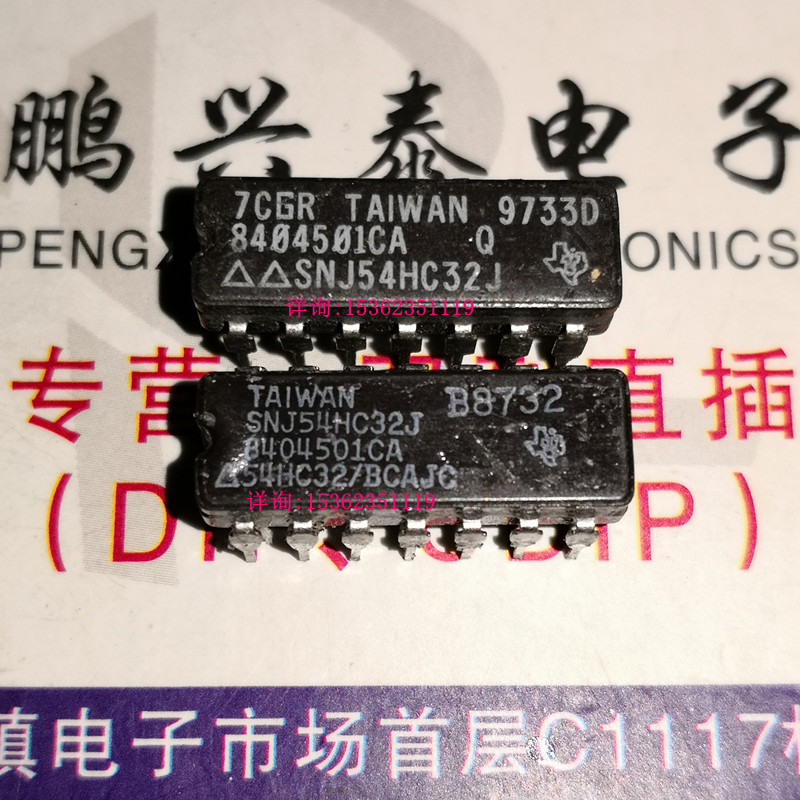 鹏兴泰电子
PENG
ONICS
7CGR TAIWAN 9733D
8404501CA Q
△△SNJ54HC32J
详询:15362351119
专营
直插
TAIWAN B8732
SNJ54HC32J
8404501CA
△54HC32/BCAJC
详询:15362351119
(D
IP)
镇电子市场首层C1117